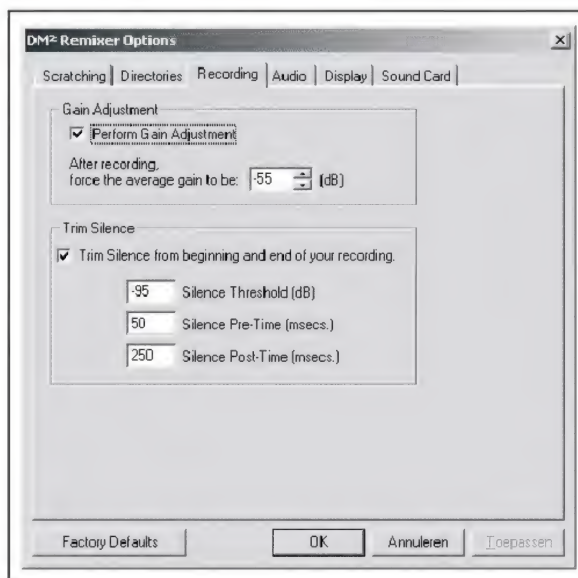 DM² Remixer Options
Scratching Directories Recording Audio Display Sound Card
Gain Adjustment
Perform Gain Adjustment
After recording,
force the average gain to be: -55 (dB)
Trim Silence
Trim Silence from beginning and end of your recording.
-95 Silence Threshold (dB)
50 Silence Pre-Time (msecs.)
250 Silence Post-Time (msecs.)
Factory Defaults OK Annuleren Toepassen